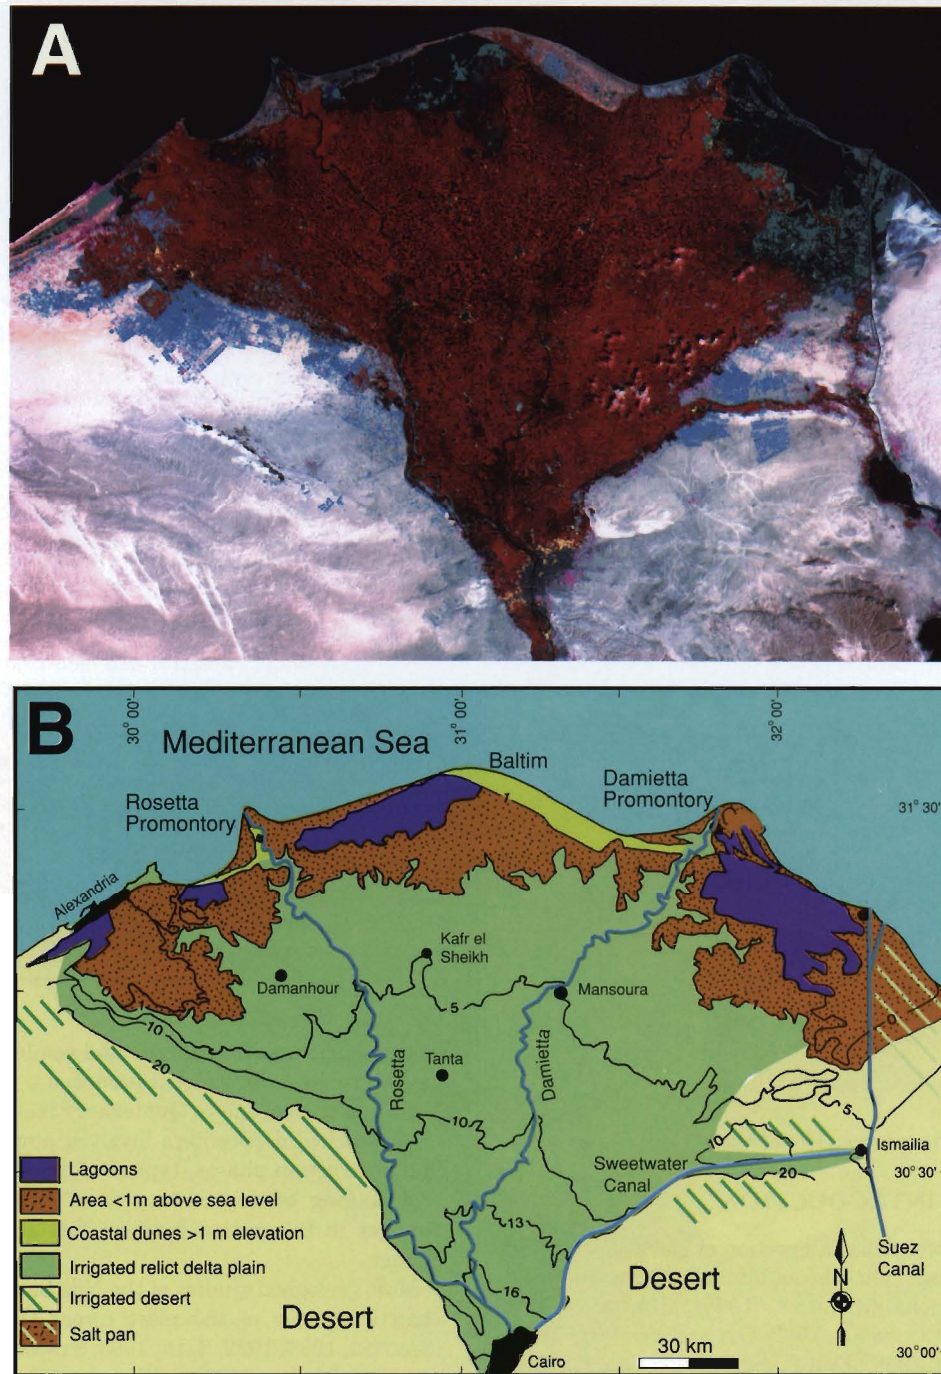 A
B
30° 00'
31° 00'
32° 00'
Mediterranean Sea
Baltim
Damietta
Promontory
Rosetta
Promontory
31° 30'
1
Alexandria
Kafr el
Sheikh
Damanhour
Mansoura
0
1
5
0
10
20
Tanta
Rosetta
Damietta
10
5
10
Sweetwater
Canal
20
Ismailia
30° 30'
13
16
Suez
Canal
Lagoons
Area <1m above sea level
Coastal dunes >1 m elevation
Irrigated relict delta plain
Irrigated desert
Salt pan
Desert
Desert
N
30 km
Cairo
30° 00'